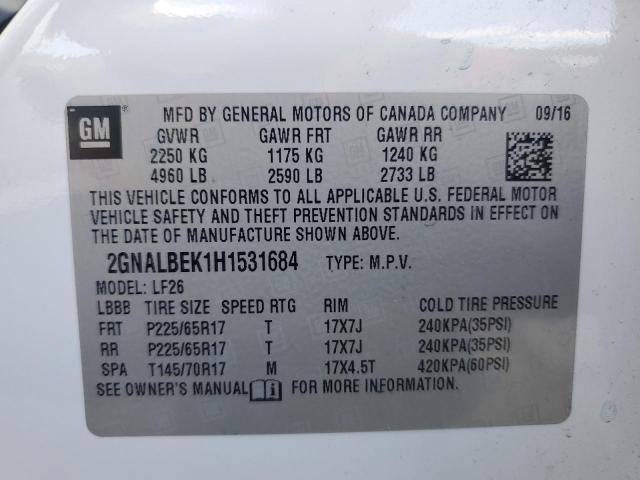 GM
MFD BY GENERAL MOTORS OF CANADA COMPANY 09/16
GVWR GAWR FRT GAWR RR
2250 KG 1175 KG 1240 KG
4960 LB 2590 LB 2733 LB
THIS VEHICLE CONFORMS TO ALL APPLICABLE U.S. FEDERAL MOTOR
VEHICLE SAFETY AND THEFT PREVENTION STANDARDS IN EFFECT ON
THE DATE OF MANUFACTURE SHOWN ABOVE.
2GNALBEK1H1531684 TYPE: M.P.V.
MODEL: LF26
LBBB TIRE SIZE SPEED RTG RIM COLD TIRE PRESSURE
FRT P225/65R17 T 17X7J 240KPA(35PSI)
RR P225/65R17 T 17X7J 240KPA(35PSI)
SPA T145/70R17 M 17X4.5T 420KPA(60PSI)
SEE OWNER'S MANUAL FOR MORE INFORMATION.